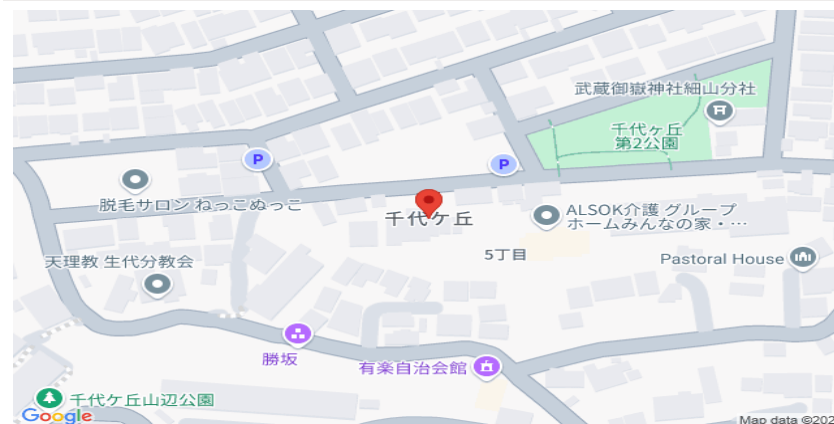 武蔵御嶽神社細山分社
千代ヶ丘
第2公園
P
P
脱毛サロン ねっこぬっこ
千代ケ丘
ALSOK介護 グループ
ホームみんなの家・…
5丁目
Pastoral House
天理教 生代分教会
勝坂
有楽自治会館
千代ケ丘山辺公園
Google
Map data ©202